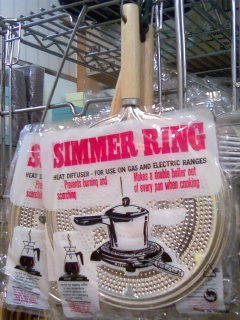 SIMMER RING
HEAT DIFFUSER - FOR USE ON GAS AND ELECTRIC RANGES
Prevents burning and
scorching
Makes a double boiler out
of every pan when cooking